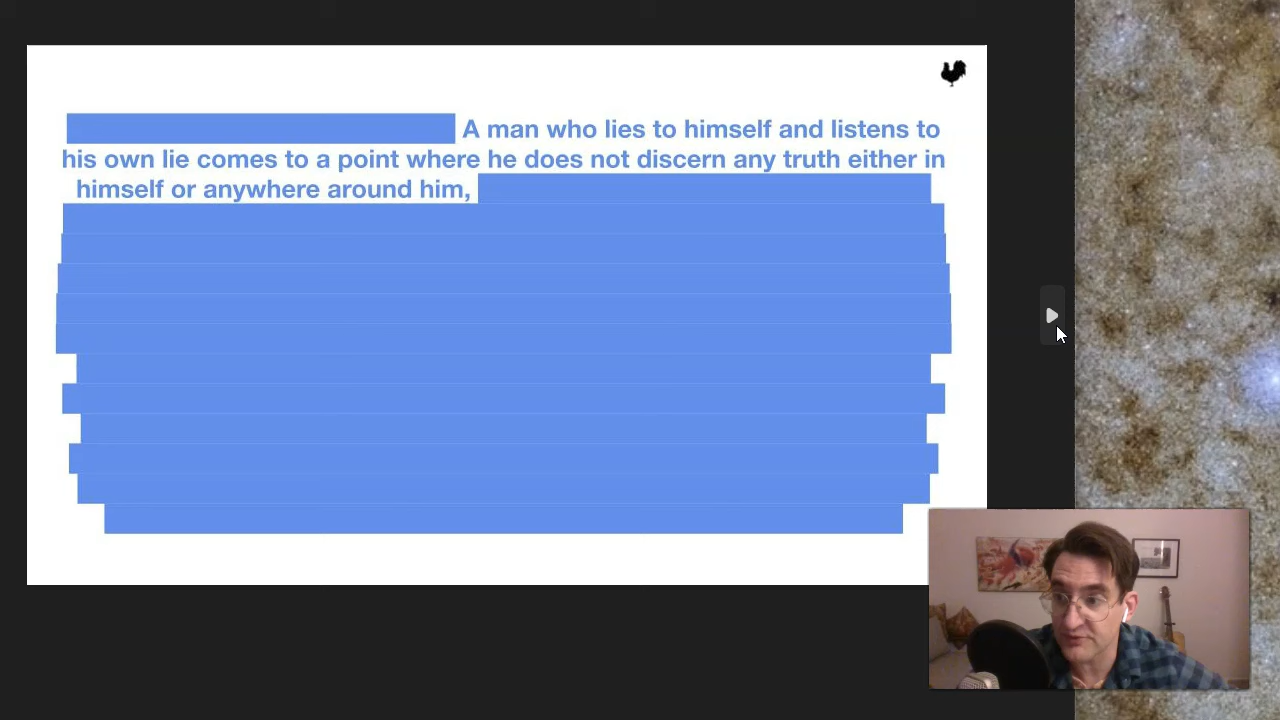 A man who lies to himself and listens to
his own lie comes to a point where he does not discern any truth either in
himself or anywhere around him,